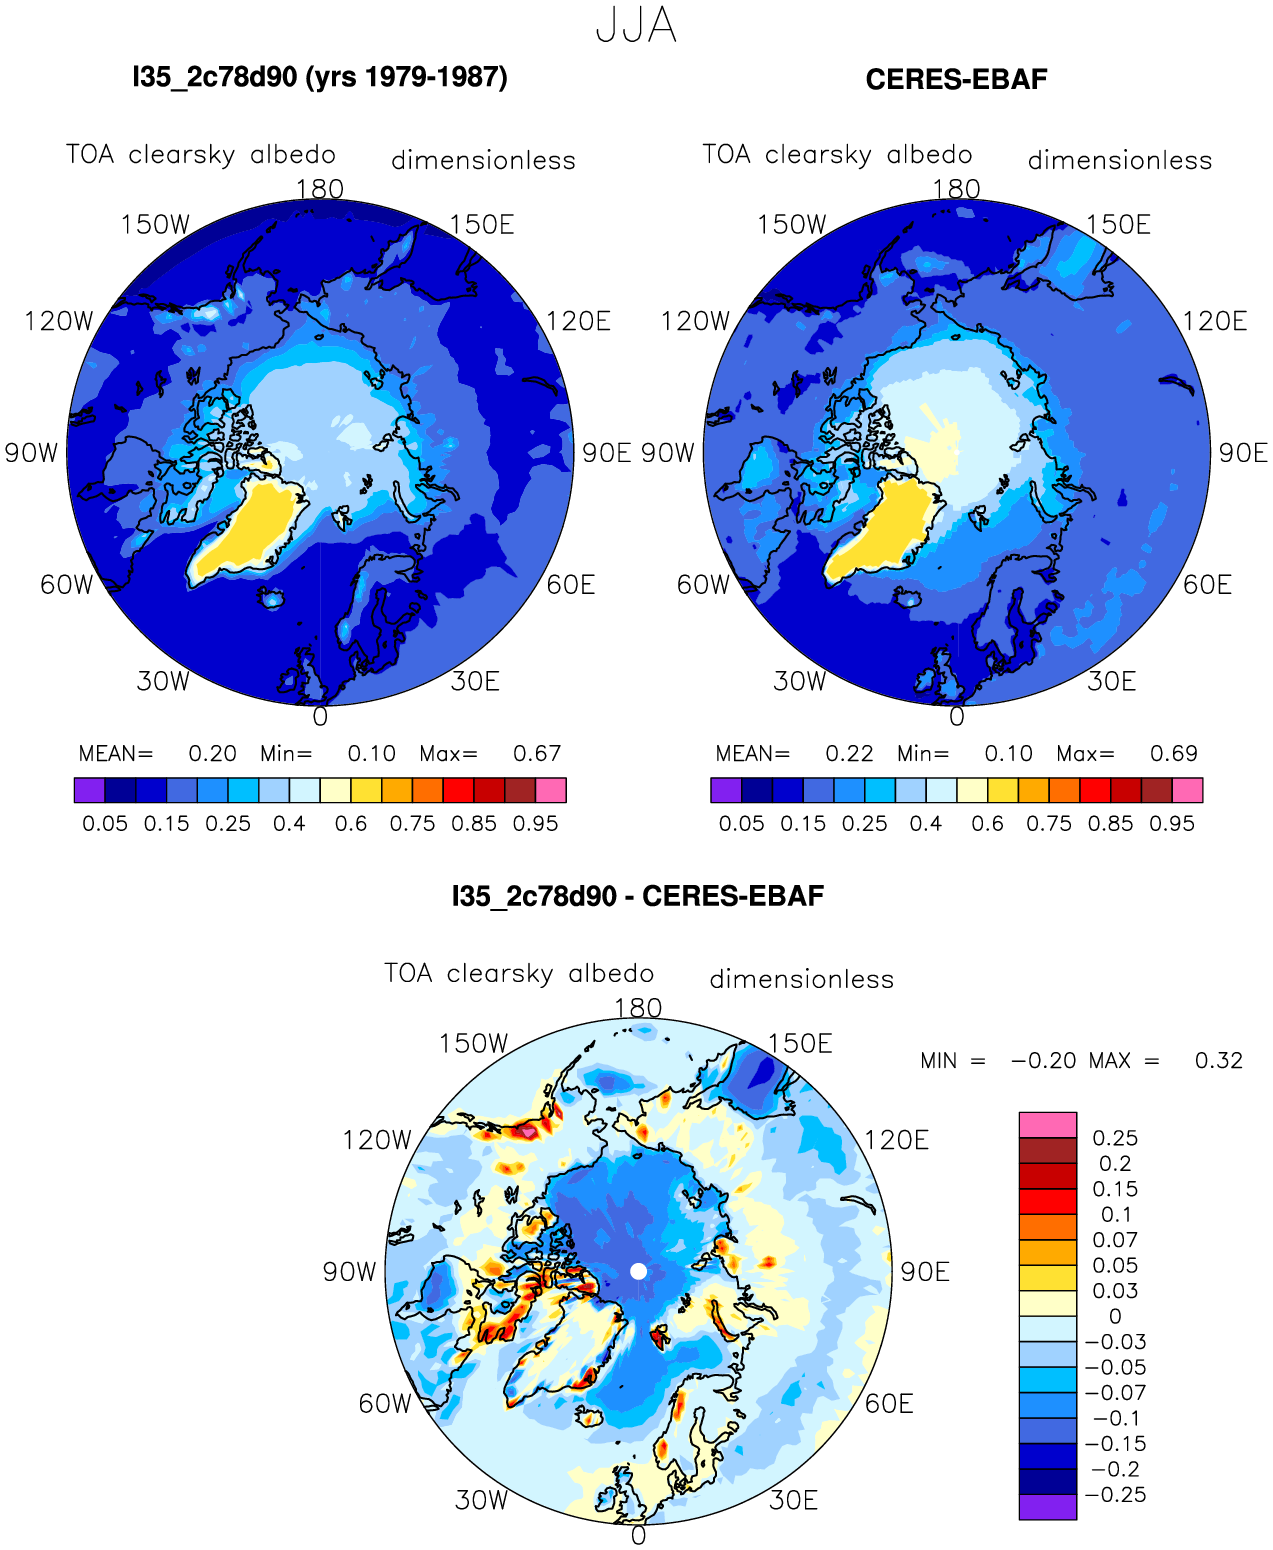 JJA
I35_2c78d90 (yrs 1979-1987)
CERES-EBAF
TOA clearsky albedo dimensionless
TOA clearsky albedo dimensionless
180
150W 150E
120W 120E
90W 90E
60W 60E
30W 30E
0
180
150W 150E
120W 120E
90W 90E
60W 60E
30W 30E
0
MEAN= 0.20 Min= 0.10 Max= 0.67
0.05 0.15 0.25 0.4 0.6 0.75 0.85 0.95
MEAN= 0.22 Min= 0.10 Max= 0.69
0.05 0.15 0.25 0.4 0.6 0.75 0.85 0.95
I35_2c78d90 - CERES-EBAF
TOA clearsky albedo dimensionless
180
150W 150E
120W 120E
90W 90E
60W 60E
30W 30E
0
MIN = -0.20 MAX = 0.32
0.25
0.2
0.15
0.1
0.07
0.05
0.03
0
-0.03
-0.05
-0.07
-0.1
-0.15
-0.2
-0.25